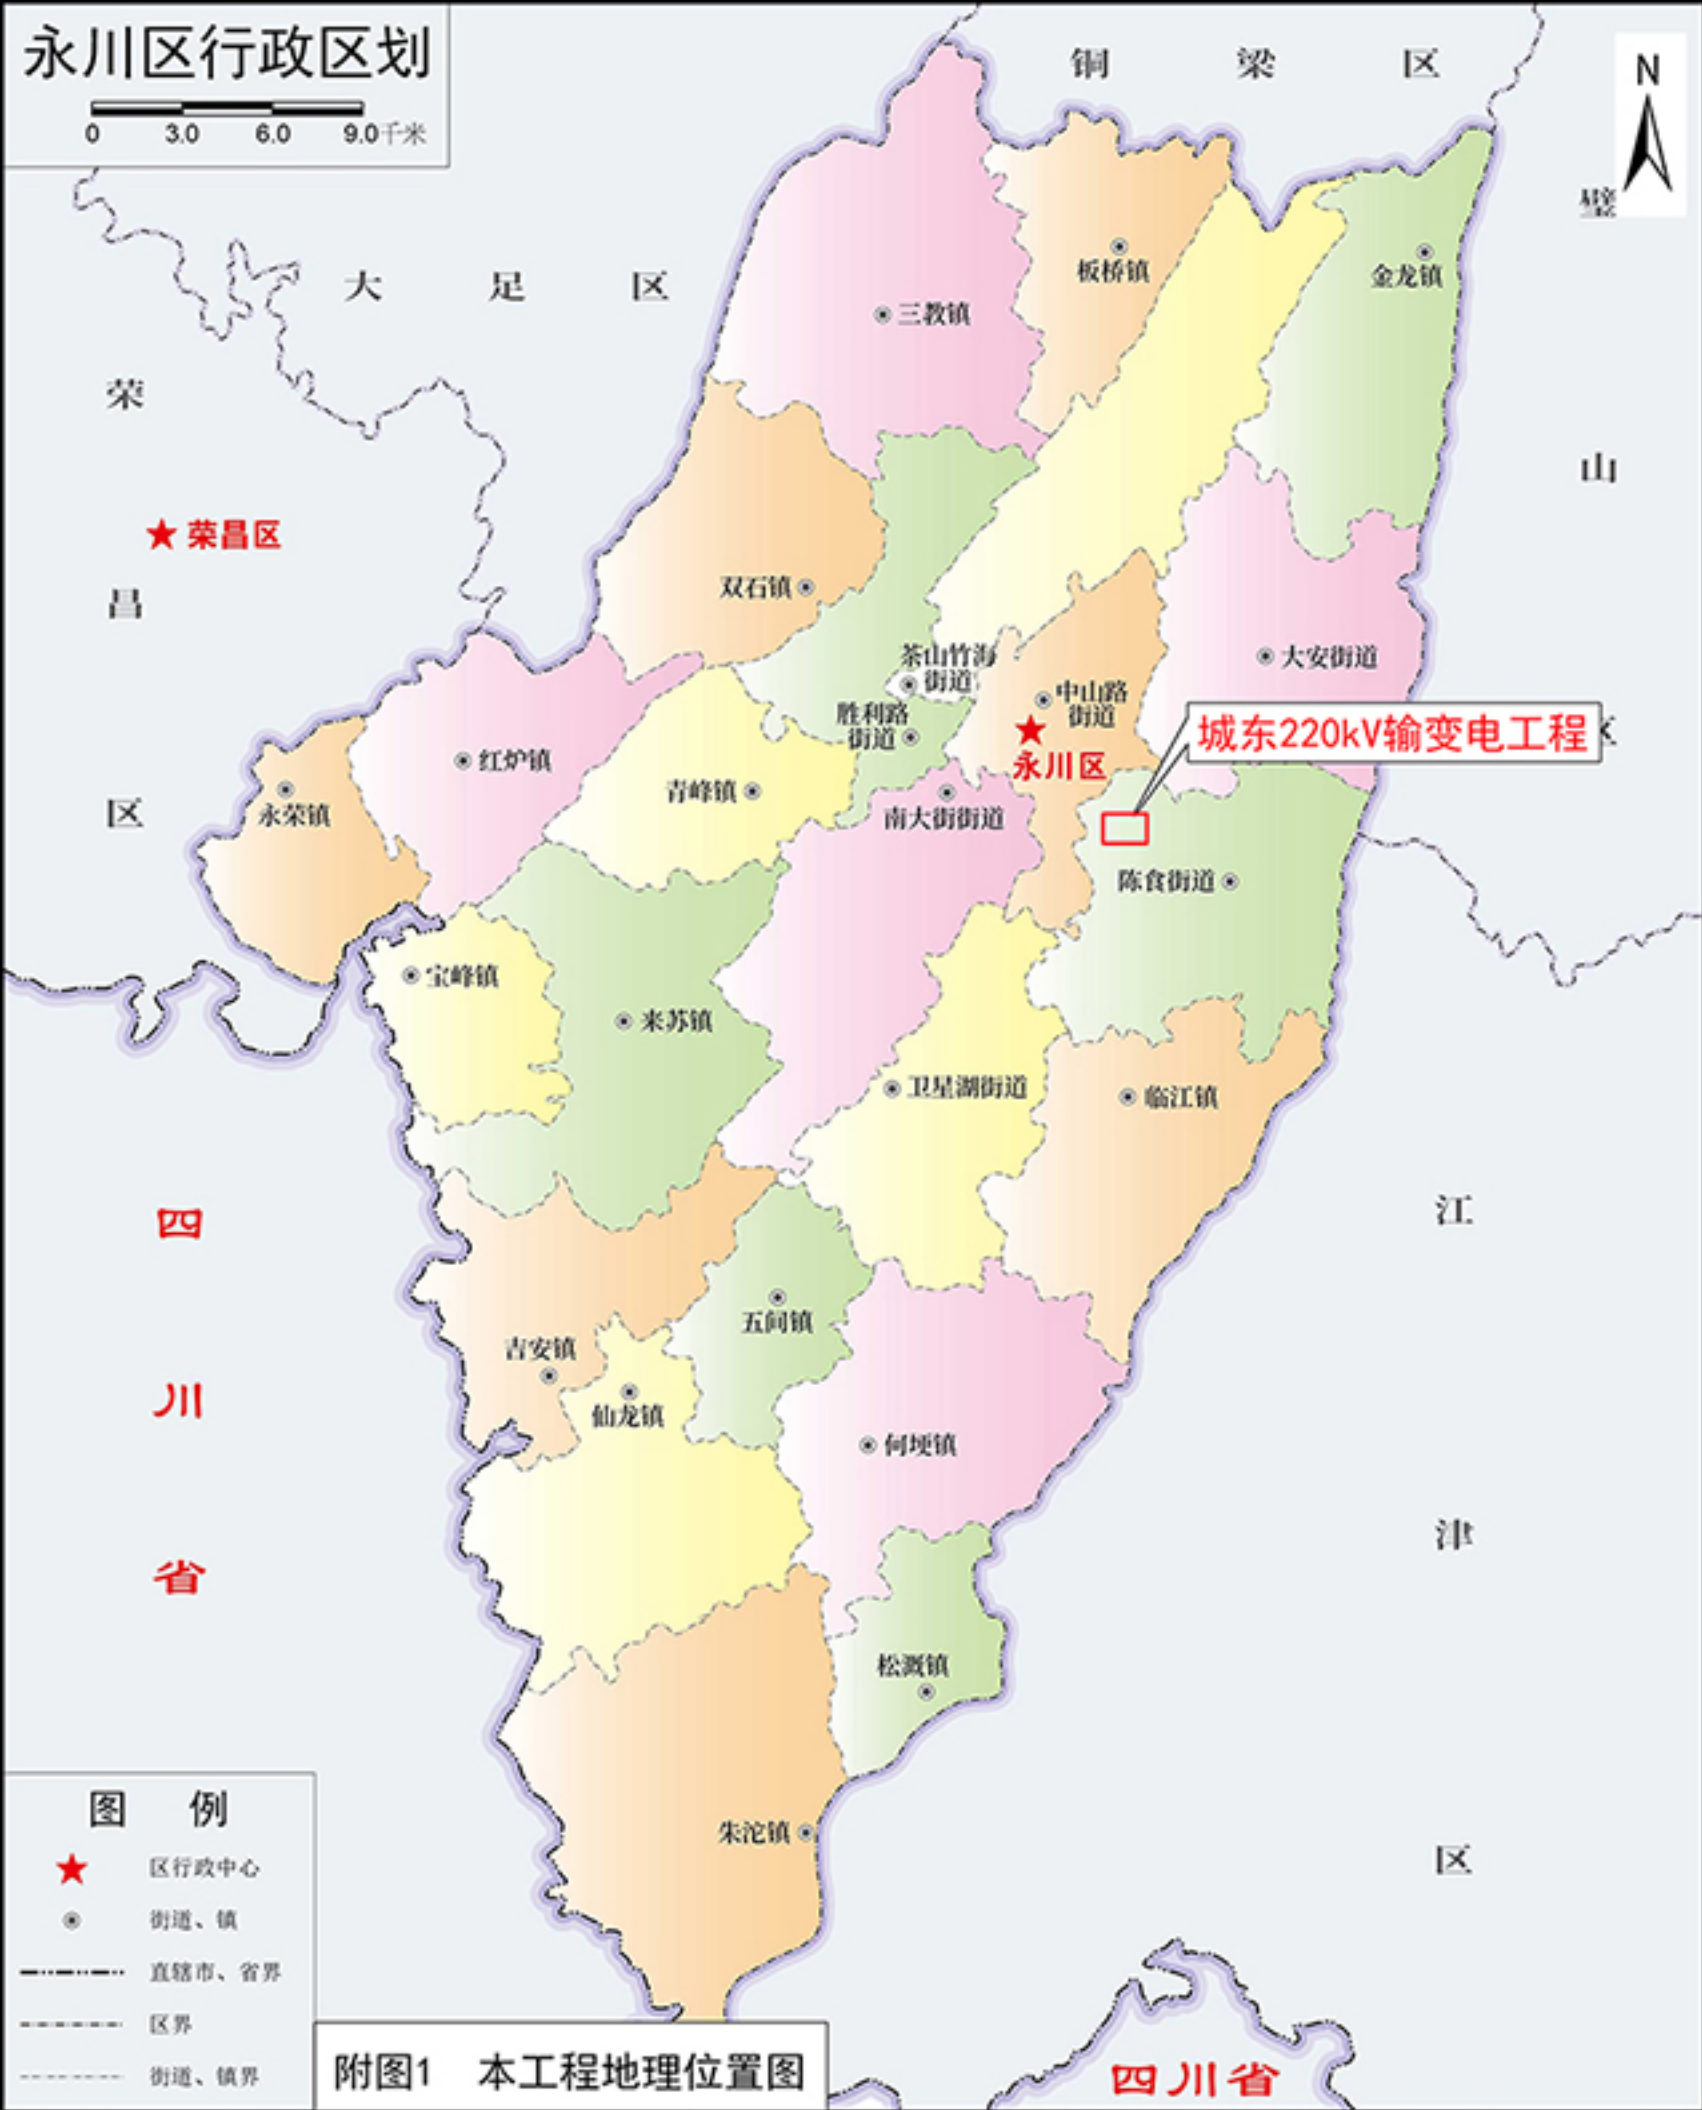 永川区行政区划
0 3.0 6.0 9.0千米
N
铜 梁 区
璧
山
区
大 足 区
荣
昌
区
荣昌区
板桥镇
金龙镇
三教镇
双石镇
茶山竹海
街道
大安街道
中山路
街道
胜利路
街道
城东220kV输变电工程
永川区
红炉镇
青峰镇
永荣镇
南大街街道
陈食街道
宝峰镇
来苏镇
卫星湖街道
临江镇
四
川
省
江
津
区
五间镇
吉安镇
仙龙镇
何埂镇
松溉镇
朱沱镇
图 例
区行政中心
街道、镇
直辖市、省界
区界
街道、镇界
附图1 本工程地理位置图
四川省